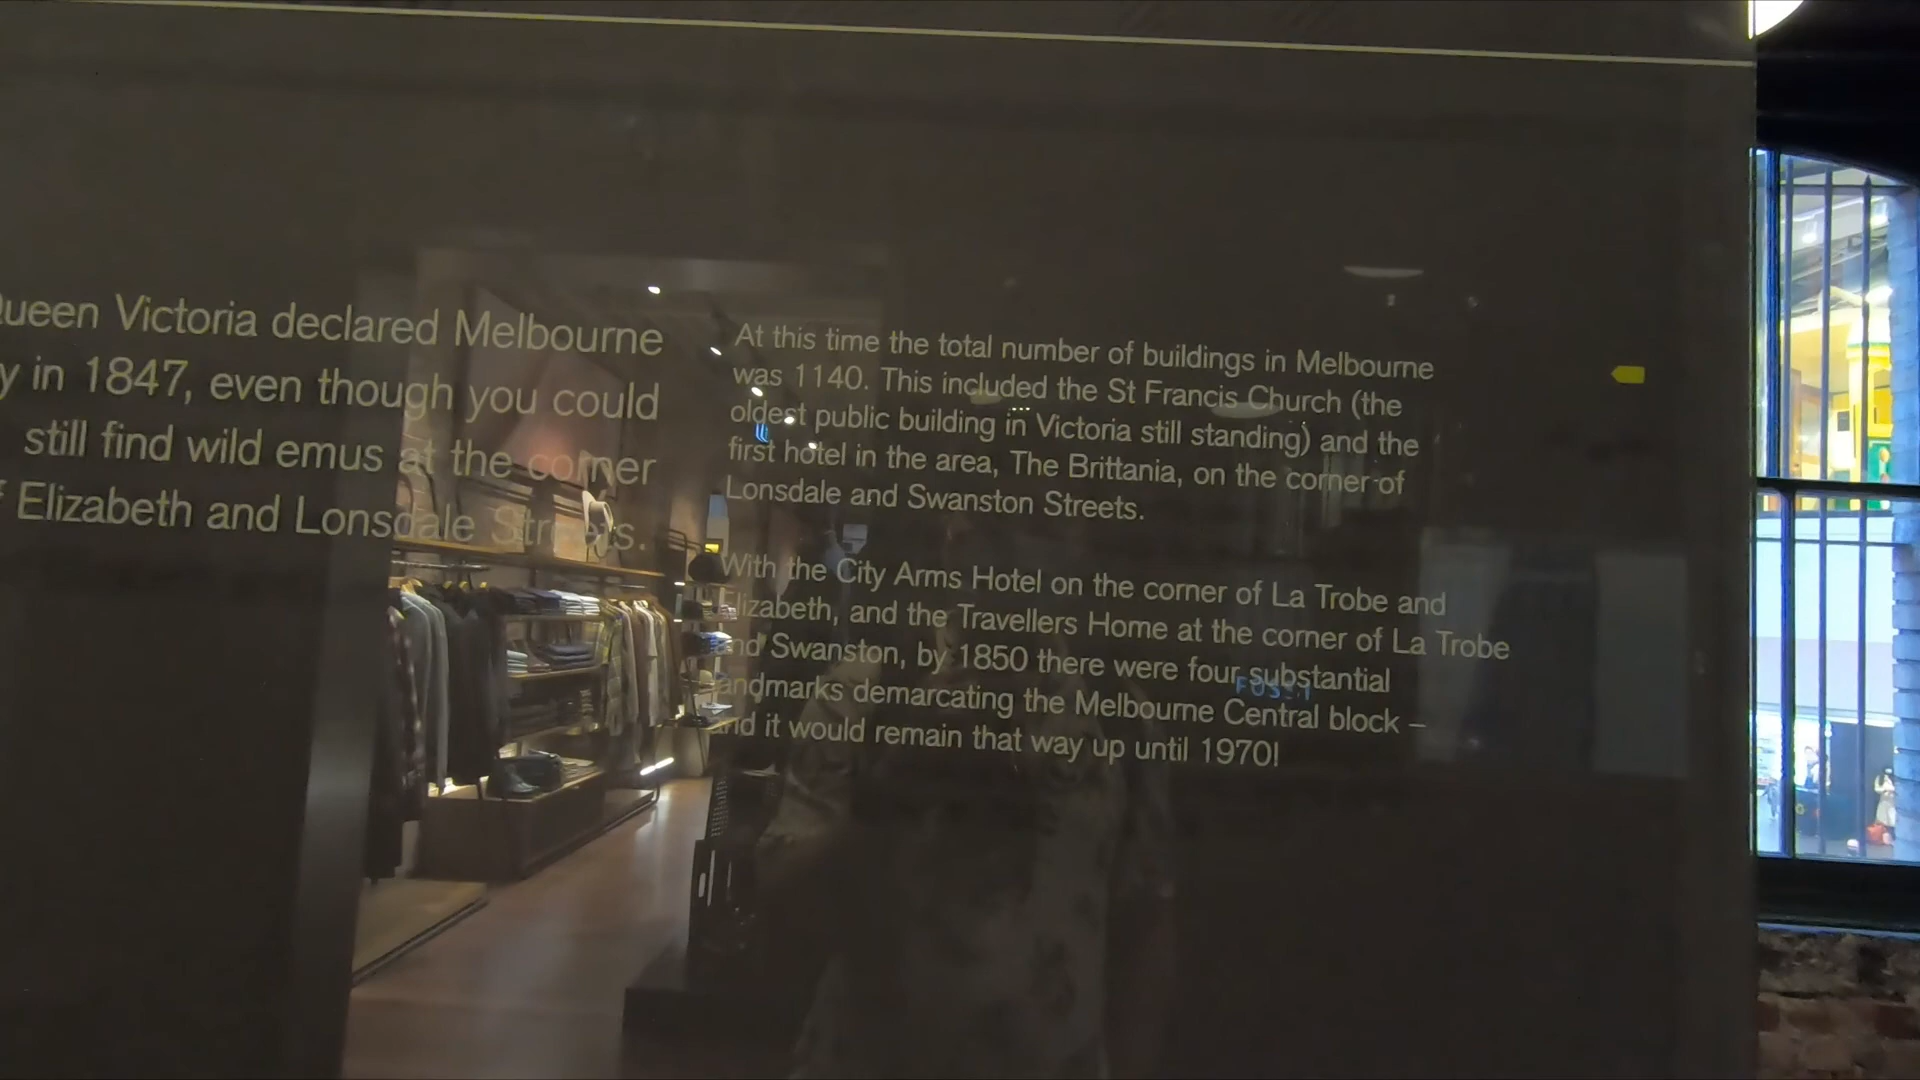 Queen Victoria declared Melbourne
y in 1847, even though you could
still find wild emus at the corner
f Elizabeth and Lonsdale Streets.
At this time the total number of buildings in Melbourne
was 1140. This included the St Francis Church (the
oldest public building in Victoria still standing) and the
first hotel in the area, The Brittania, on the corner of
Lonsdale and Swanston Streets.
With the City Arms Hotel on the corner of La Trobe and
Elizabeth, and the Travellers Home at the corner of La Trobe
and Swanston, by 1850 there were four substantial
landmarks demarcating the Melbourne Central block –
and it would remain that way up until 1970!